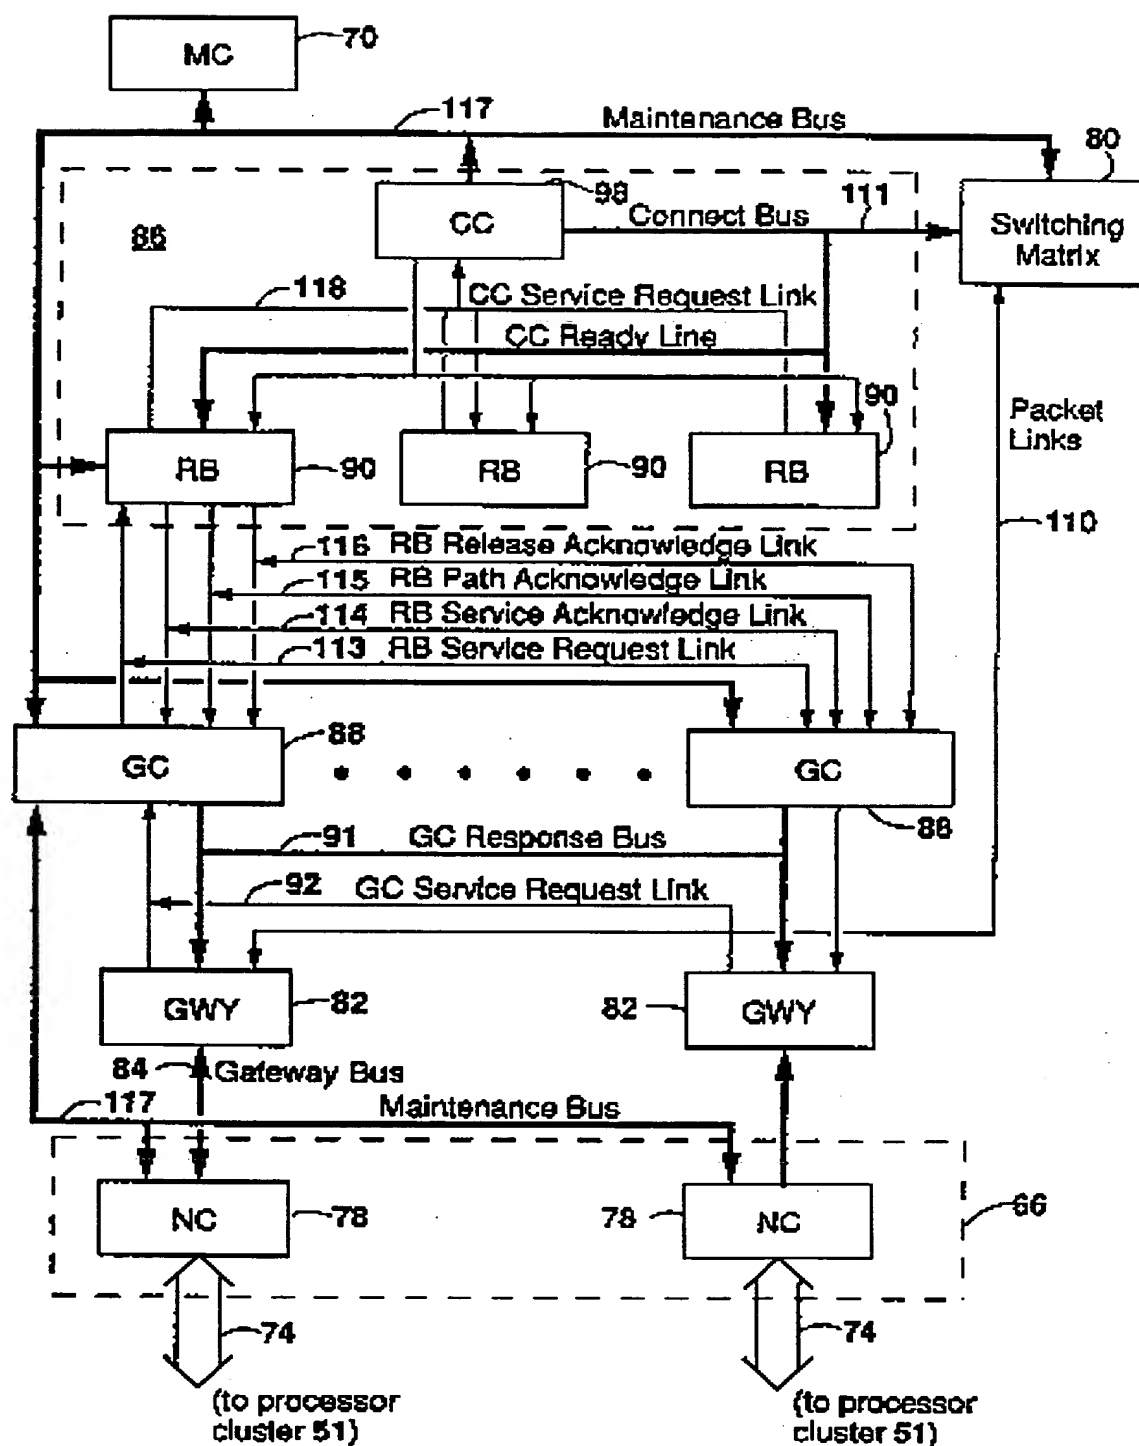 MC
70
117
Maintenance Bus
80
98
CC
Connect Bus
111
Switching
Matrix
86
118
CC Service Request Link
CC Ready Line
90
Packet
Links
RB
90
RB
90
RB
110
116 RB Release Acknowledge Link
115 RB Path Acknowledge Link
114 RB Service Acknowledge Link
113 RB Service Request Link
88
GC
GC
88
91
GC Response Bus
92
GC Service Request Link
GWY
82
82
GWY
84
Gateway Bus
117
Maintenance Bus
NC
78
78
NC
66
74
74
(to processor
cluster 51)
(to processor
cluster 51)